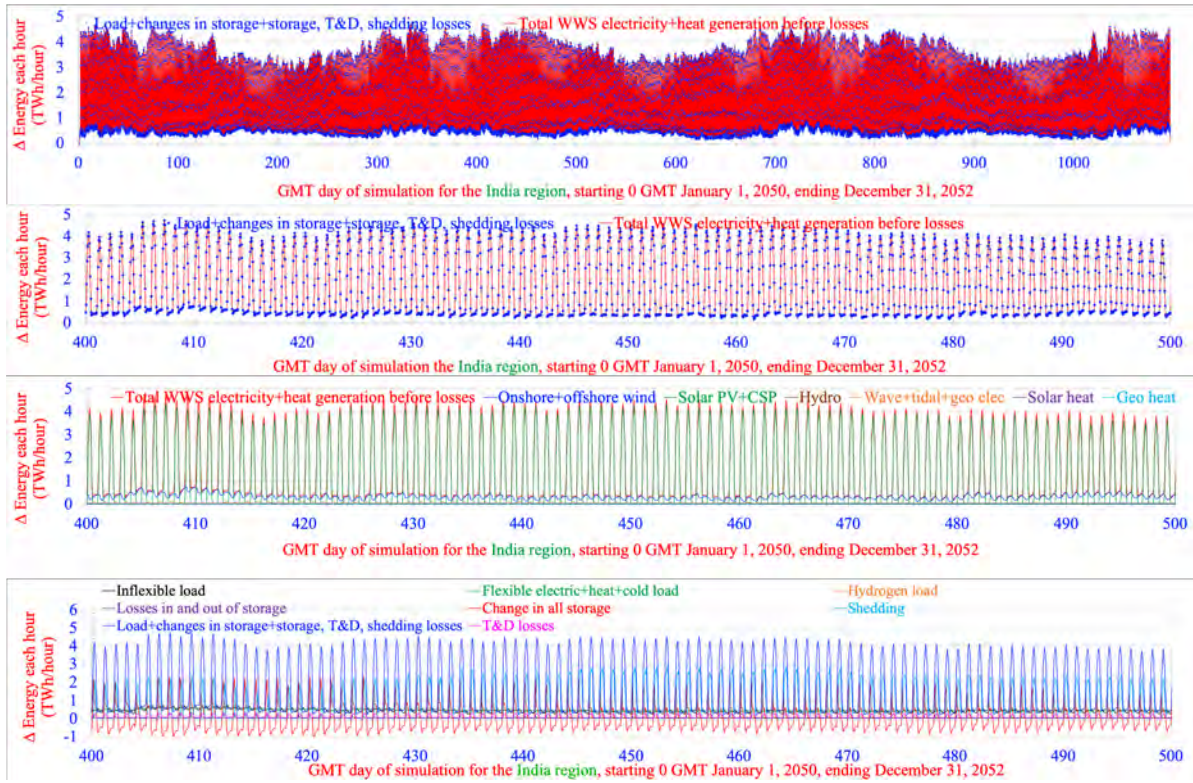 Load+changes in storage+storage, T&D, shedding losses —Total WWS electricity+heat generation before losses
Δ Energy each hour
(TWh/hour)
5
4
3
2
1
0
0 100 200 300 400 500 600 700 800 900 1000
GMT day of simulation for the India region, starting 0 GMT January 1, 2050, ending December 31, 2052
Load+changes in storage+storage, T&D, shedding losses —Total WWS electricity+heat generation before losses
Δ Energy each hour
(TWh/hour)
5
4
3
2
1
0
400 410 420 430 440 450 460 470 480 490 500
GMT day of simulation the India region, starting 0 GMT January 1, 2050, ending December 31, 2052
—Total WWS electricity+heat generation before losses —Onshore+offshore wind —Solar PV+CSP —Hydro —Wave+tidal+geo elec —Solar heat —Geo heat
Δ Energy each hour
(TWh/hour)
5
4
3
2
1
0
400 410 420 430 440 450 460 470 480 490 500
GMT day of simulation for the India region, starting 0 GMT January 1, 2050, ending December 31, 2052
—Inflexible load —Flexible electric+heat+cold load —Hydrogen load
—Losses in and out of storage —Change in all storage —Shedding
—Load+changes in storage+storage, T&D, shedding losses —T&D losses
Δ Energy each hour
(TWh/hour)
6
5
4
3
2
1
0
-1
400 410 420 430 440 450 460 470 480 490 500
GMT day of simulation for the India region, starting 0 GMT January 1, 2050, ending December 31, 2052